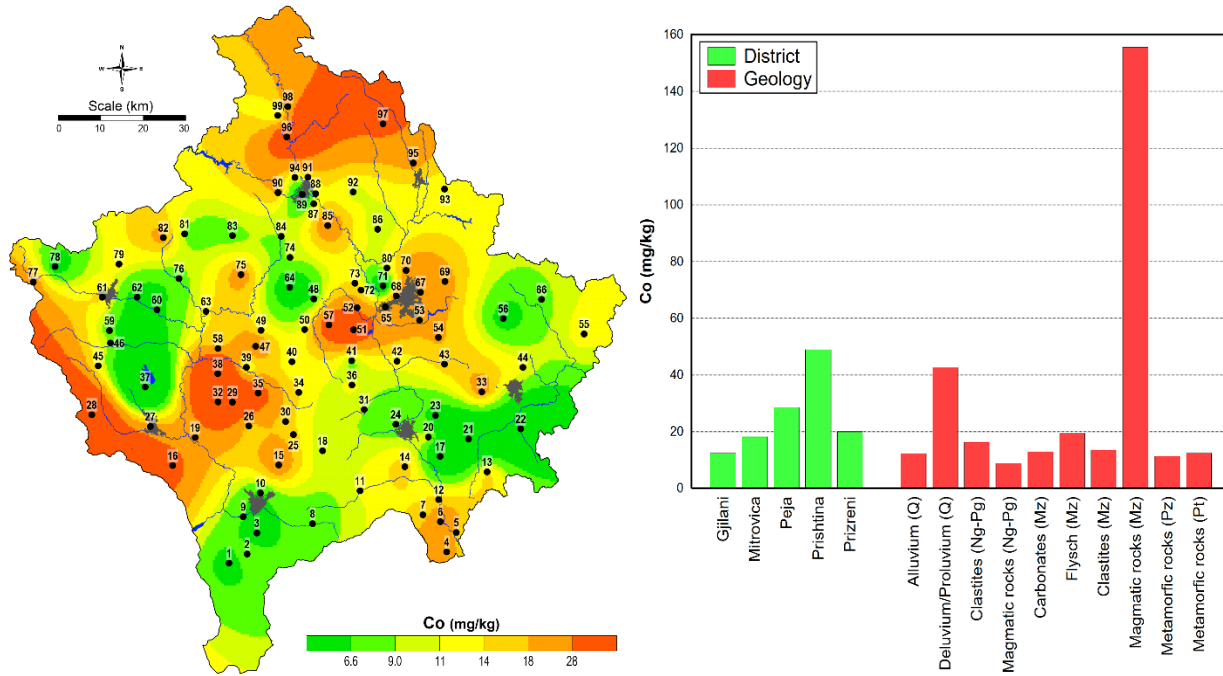 N
W E
S
Scale (km)
0 10 20 30
98
99
97
96
95
94 91
90 88 92
93
89
87
85
86
82 81 83 84
78 79 74 80
77 76 75 73 71 70 69
61 62 64 72 68 67
60 63 48 52 65 66
59 57 53 56
58 49 50 51 54 55
46 47
45 38 39 40 41 42 43 44
37 36 33
28 32 29 35 34
31
27 26 30 24 23 22
19 25 20 21
16 15 18 14 17 13
10 11 12
9 7 6
3 8 5
2 4
1
Co (mg/kg)
6.6 9.0 11 14 18 28
Co (mg/kg)
160
140
120
100
80
60
40
20
0
District
Geology
Gjilani
Mitrovica
Peja
Prishtina
Prizreni
Alluvium (Q)
Deluvium/Proluvium (Q)
Clastites (Ng-Pg)
Magmatic rocks (Ng-Pg)
Carbonates (Mz)
Flysch (Mz)
Clastites (Mz)
Magmatic rocks (Mz)
Metamorfic rocks (Pz)
Metamorfic rocks (Pt)